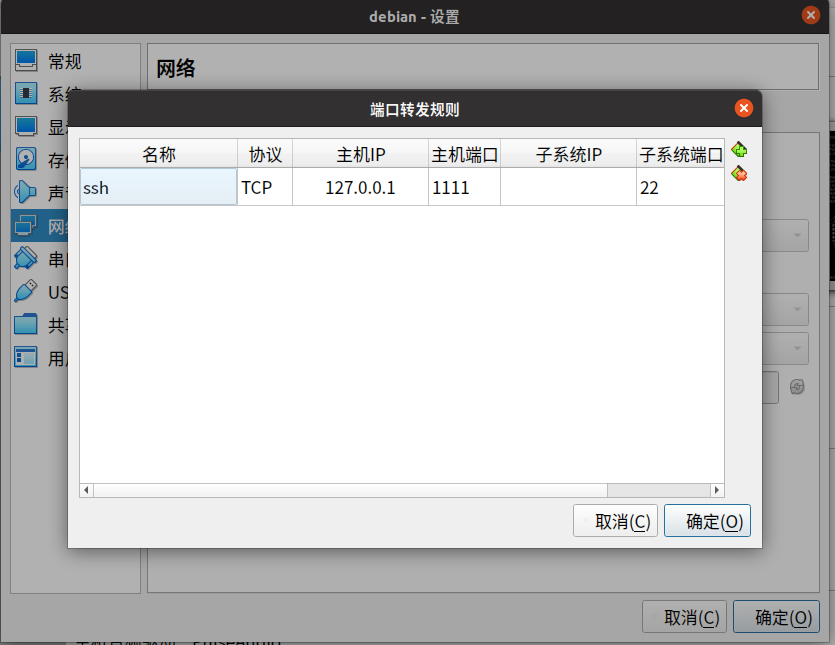 debian - 设置
常规
网络
系统
端口转发规则
名称 协议 主机IP 主机端口 子系统IP 子系统端口
ssh TCP 127.0.0.1 1111 22
网
串
US
共
用
取消(C) 确定(O)
取消(C) 确定(O)